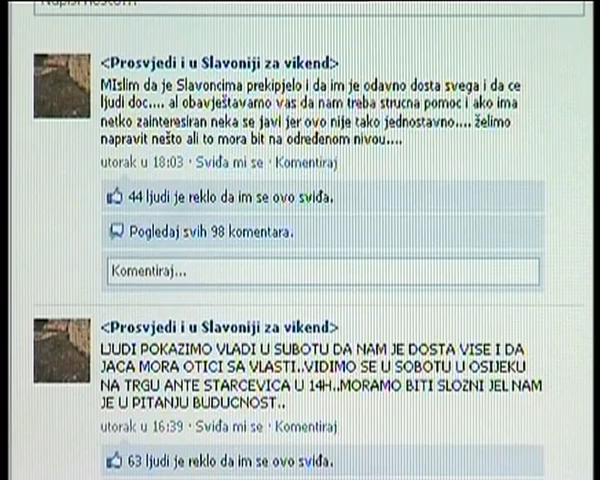 <Prosvjedi i u Slavoniji za vikend>
MIslim da je Slavoncima prekipjelo i da im je odavno dosta svega i da ce
ljudi doc.... al obavještavamo vas da nam treba strucna pomoc i ako ima
netko zainteresiran neka se javi jer ovo nije tako jednostavno.... želimo
napravit nešto ali to mora bit na određenom nivou....
utorak u 18:03 · Sviđa mi se · Komentiraj
44 ljudi je reklo da im se ovo sviđa.
Pogledaj svih 98 komentara.
Komentiraj...
<Prosvjedi i u Slavoniji za vikend>
LJUDI POKAZIMO VLADI U SUBOTU DA NAM JE DOSTA VISE I DA
JACA MORA OTICI SA VLASTI..VIDIMO SE U SOBOTU U OSIJEKU
NA TRGU ANTE STARCEVICA U 14H..MORAMO BITI SLOZNI JEL NAM
JE U PITANJU BUDUCNOST..
utorak u 16:39 · Sviđa mi se · Komentiraj
63 ljudi je reklo da im se ovo sviđa.